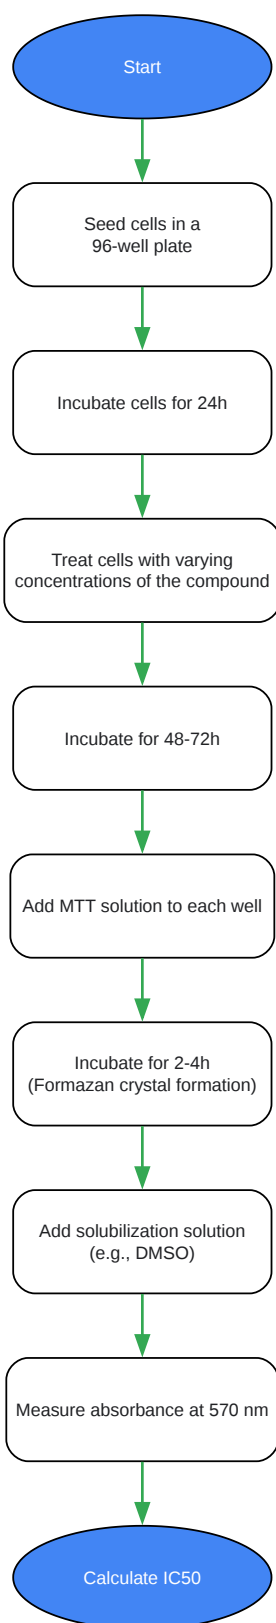 Start
Seed cells in a
96-well plate
Incubate cells for 24h
Treat cells with varying
concentrations of the compound
Incubate for 48-72h
Add MTT solution to each well
Incubate for 2-4h
(Formazan crystal formation)
Add solubilization solution
(e.g., DMSO)
Measure absorbance at 570 nm
Calculate IC50